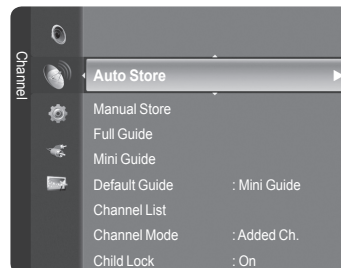 Channel
Auto Store
Manual Store
Full Guide
Mini Guide
Default Guide : Mini Guide
Channel List
Channel Mode : Added Ch.
Child Lock : On